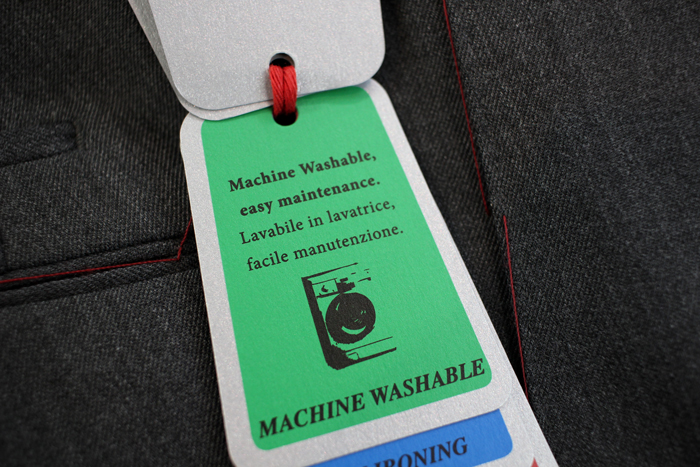 Machine Washable,
easy maintenance.
Lavabile in lavatrice,
facile manutenzione.
MACHINE WASHABLE
IRONING